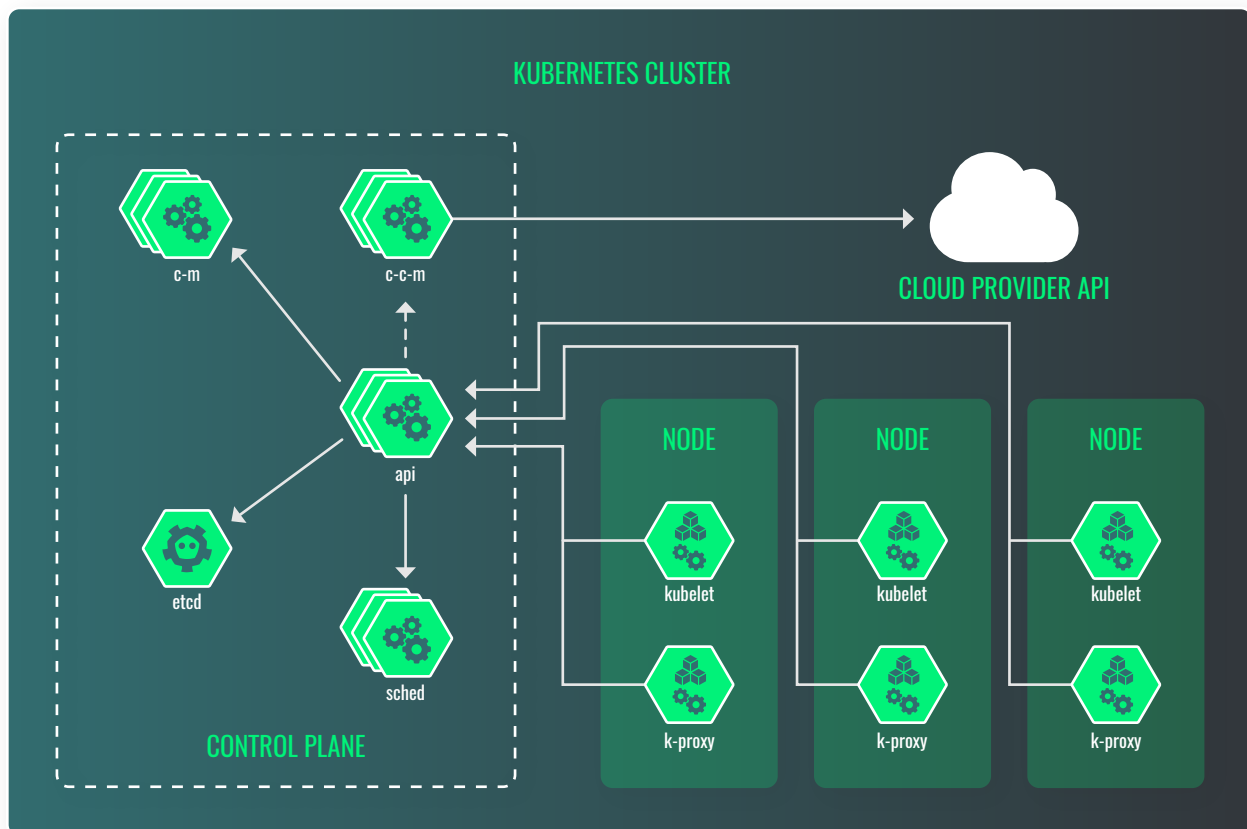 KUBERNETES CLUSTER
c-m
c-c-m
CLOUD PROVIDER API
api
etcd
sched
CONTROL PLANE
NODE
kubelet
k-proxy
NODE
kubelet
k-proxy
NODE
kubelet
k-proxy